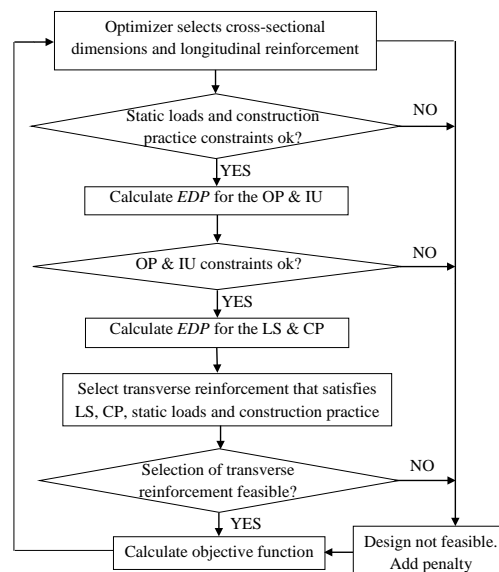 Optimizer selects cross-sectional
dimensions and longitudinal reinforcement
NO
Static loads and construction
practice constraints ok?
YES
Calculate EDP for the OP & IU
NO
OP & IU constraints ok?
YES
Calculate EDP for the LS & CP
Select transverse reinforcement that satisfies
LS, CP, static loads and construction practice
NO
Selection of transverse
reinforcement feasible?
YES
Calculate objective function
Design not feasible.
Add penalty